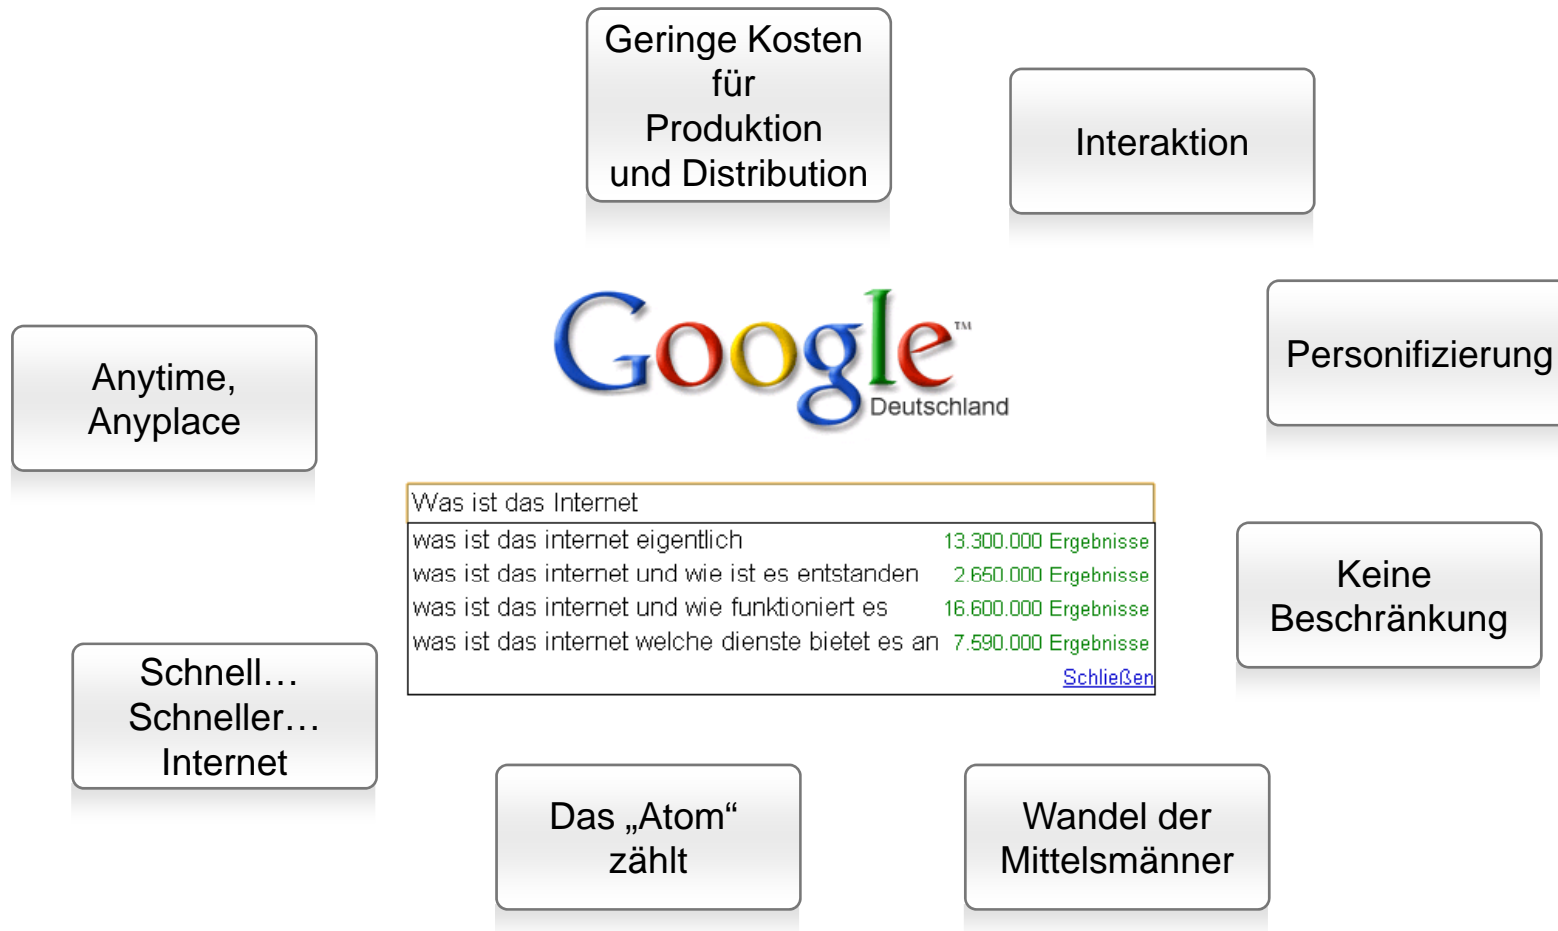 Geringe Kosten
für
Produktion
und Distribution
Interaktion
Google™
Deutschland
Personifizierung
Anytime,
Anyplace
Was ist das Internet
was ist das internet eigentlich 13.300.000 Ergebnisse
was ist das internet und wie ist es entstanden 2.650.000 Ergebnisse
was ist das internet und wie funktioniert es 16.600.000 Ergebnisse
was ist das internet welche dienste bietet es an 7.590.000 Ergebnisse
Schließen
Keine
Beschränkung
Schnell…
Schneller…
Internet
Das „Atom“
zählt
Wandel der
Mittelsmänner